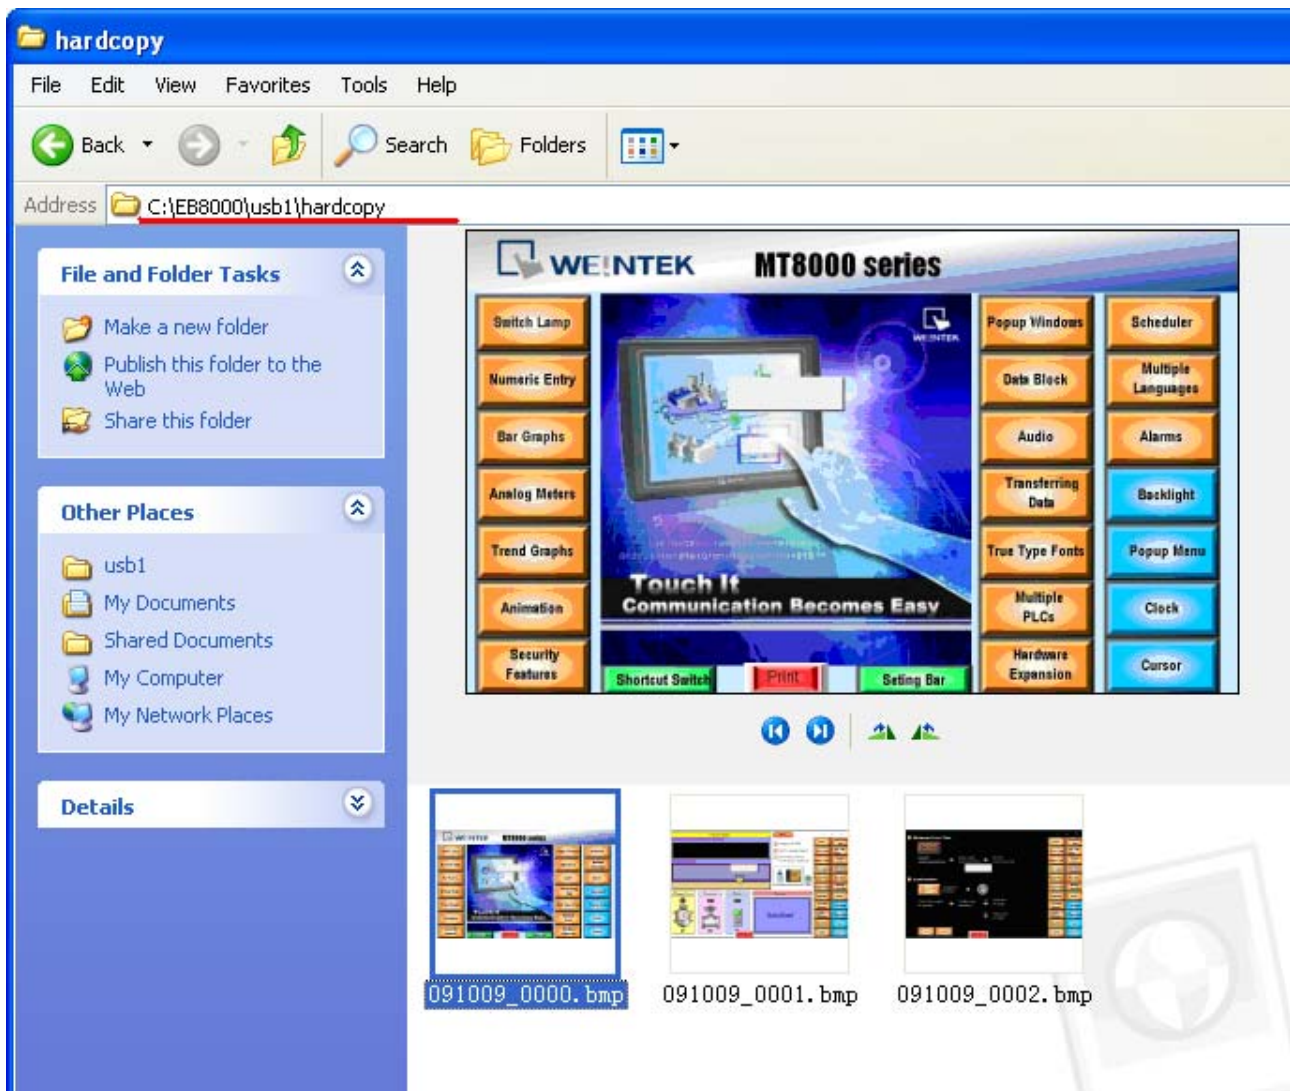 hardcopy
File Edit View Favorites Tools Help
Back Search Folders
Address C:\EB8000\usb1\hardcopy
File and Folder Tasks
Make a new folder
Publish this folder to the
Web
Share this folder
Other Places
usb1
My Documents
Shared Documents
My Computer
My Network Places
Details
WE!NTEK MT8000 series
Switch Lamp
Numeric Entry
Bar Graphs
Analog Meters
Trend Graphs
Animation
Security
Features
WE!NTEK
Touch It
Communication Becomes Easy
Shortcut Switch
Print
Seting Bar
Popup Windows
Data Block
Audio
Transferring
Data
True Type Fonts
Multiple
PLCs
Hardware
Expansion
Scheduler
Multiple
Languages
Alarms
Backlight
Popup Menu
Clock
Cursor
091009_0000.bmp 091009_0001.bmp 091009_0002.bmp